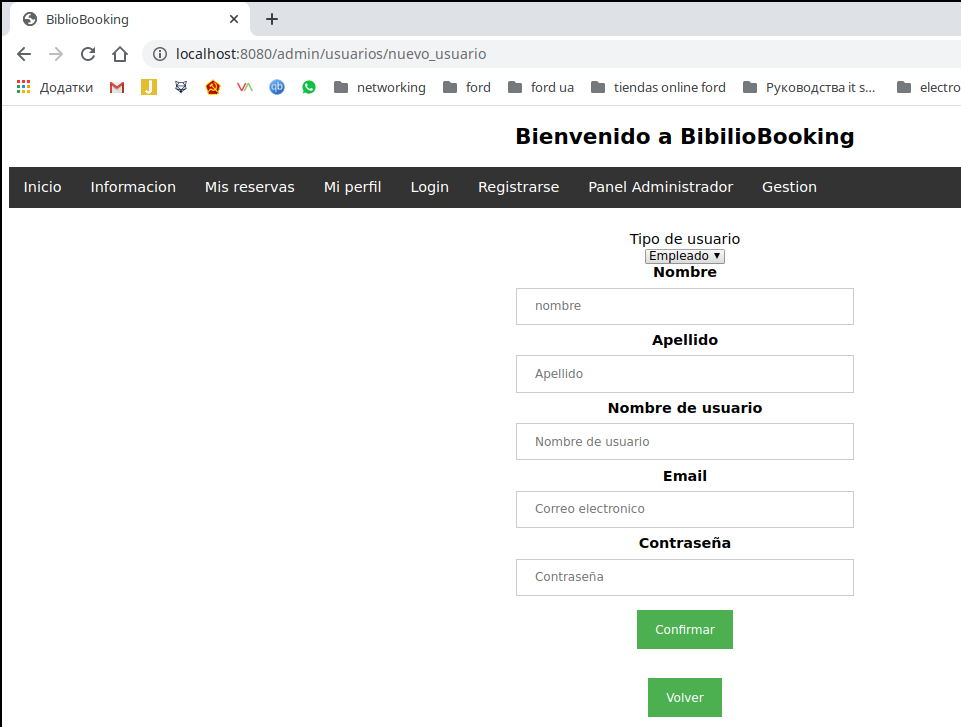 BiblioBooking
localhost:8080/admin/usuarios/nuevo_usuario
Додатки networking ford ford ua tiendas online ford Руководства it s... electro
Bienvenido a BibilioBooking
Inicio Informacion Mis reservas Mi perfil Login Registrarse Panel Administrador Gestion
Tipo de usuario
Empleado
Nombre
nombre
Apellido
Apellido
Nombre de usuario
Nombre de usuario
Email
Correo electronico
Contraseña
Contraseña
Confirmar
Volver